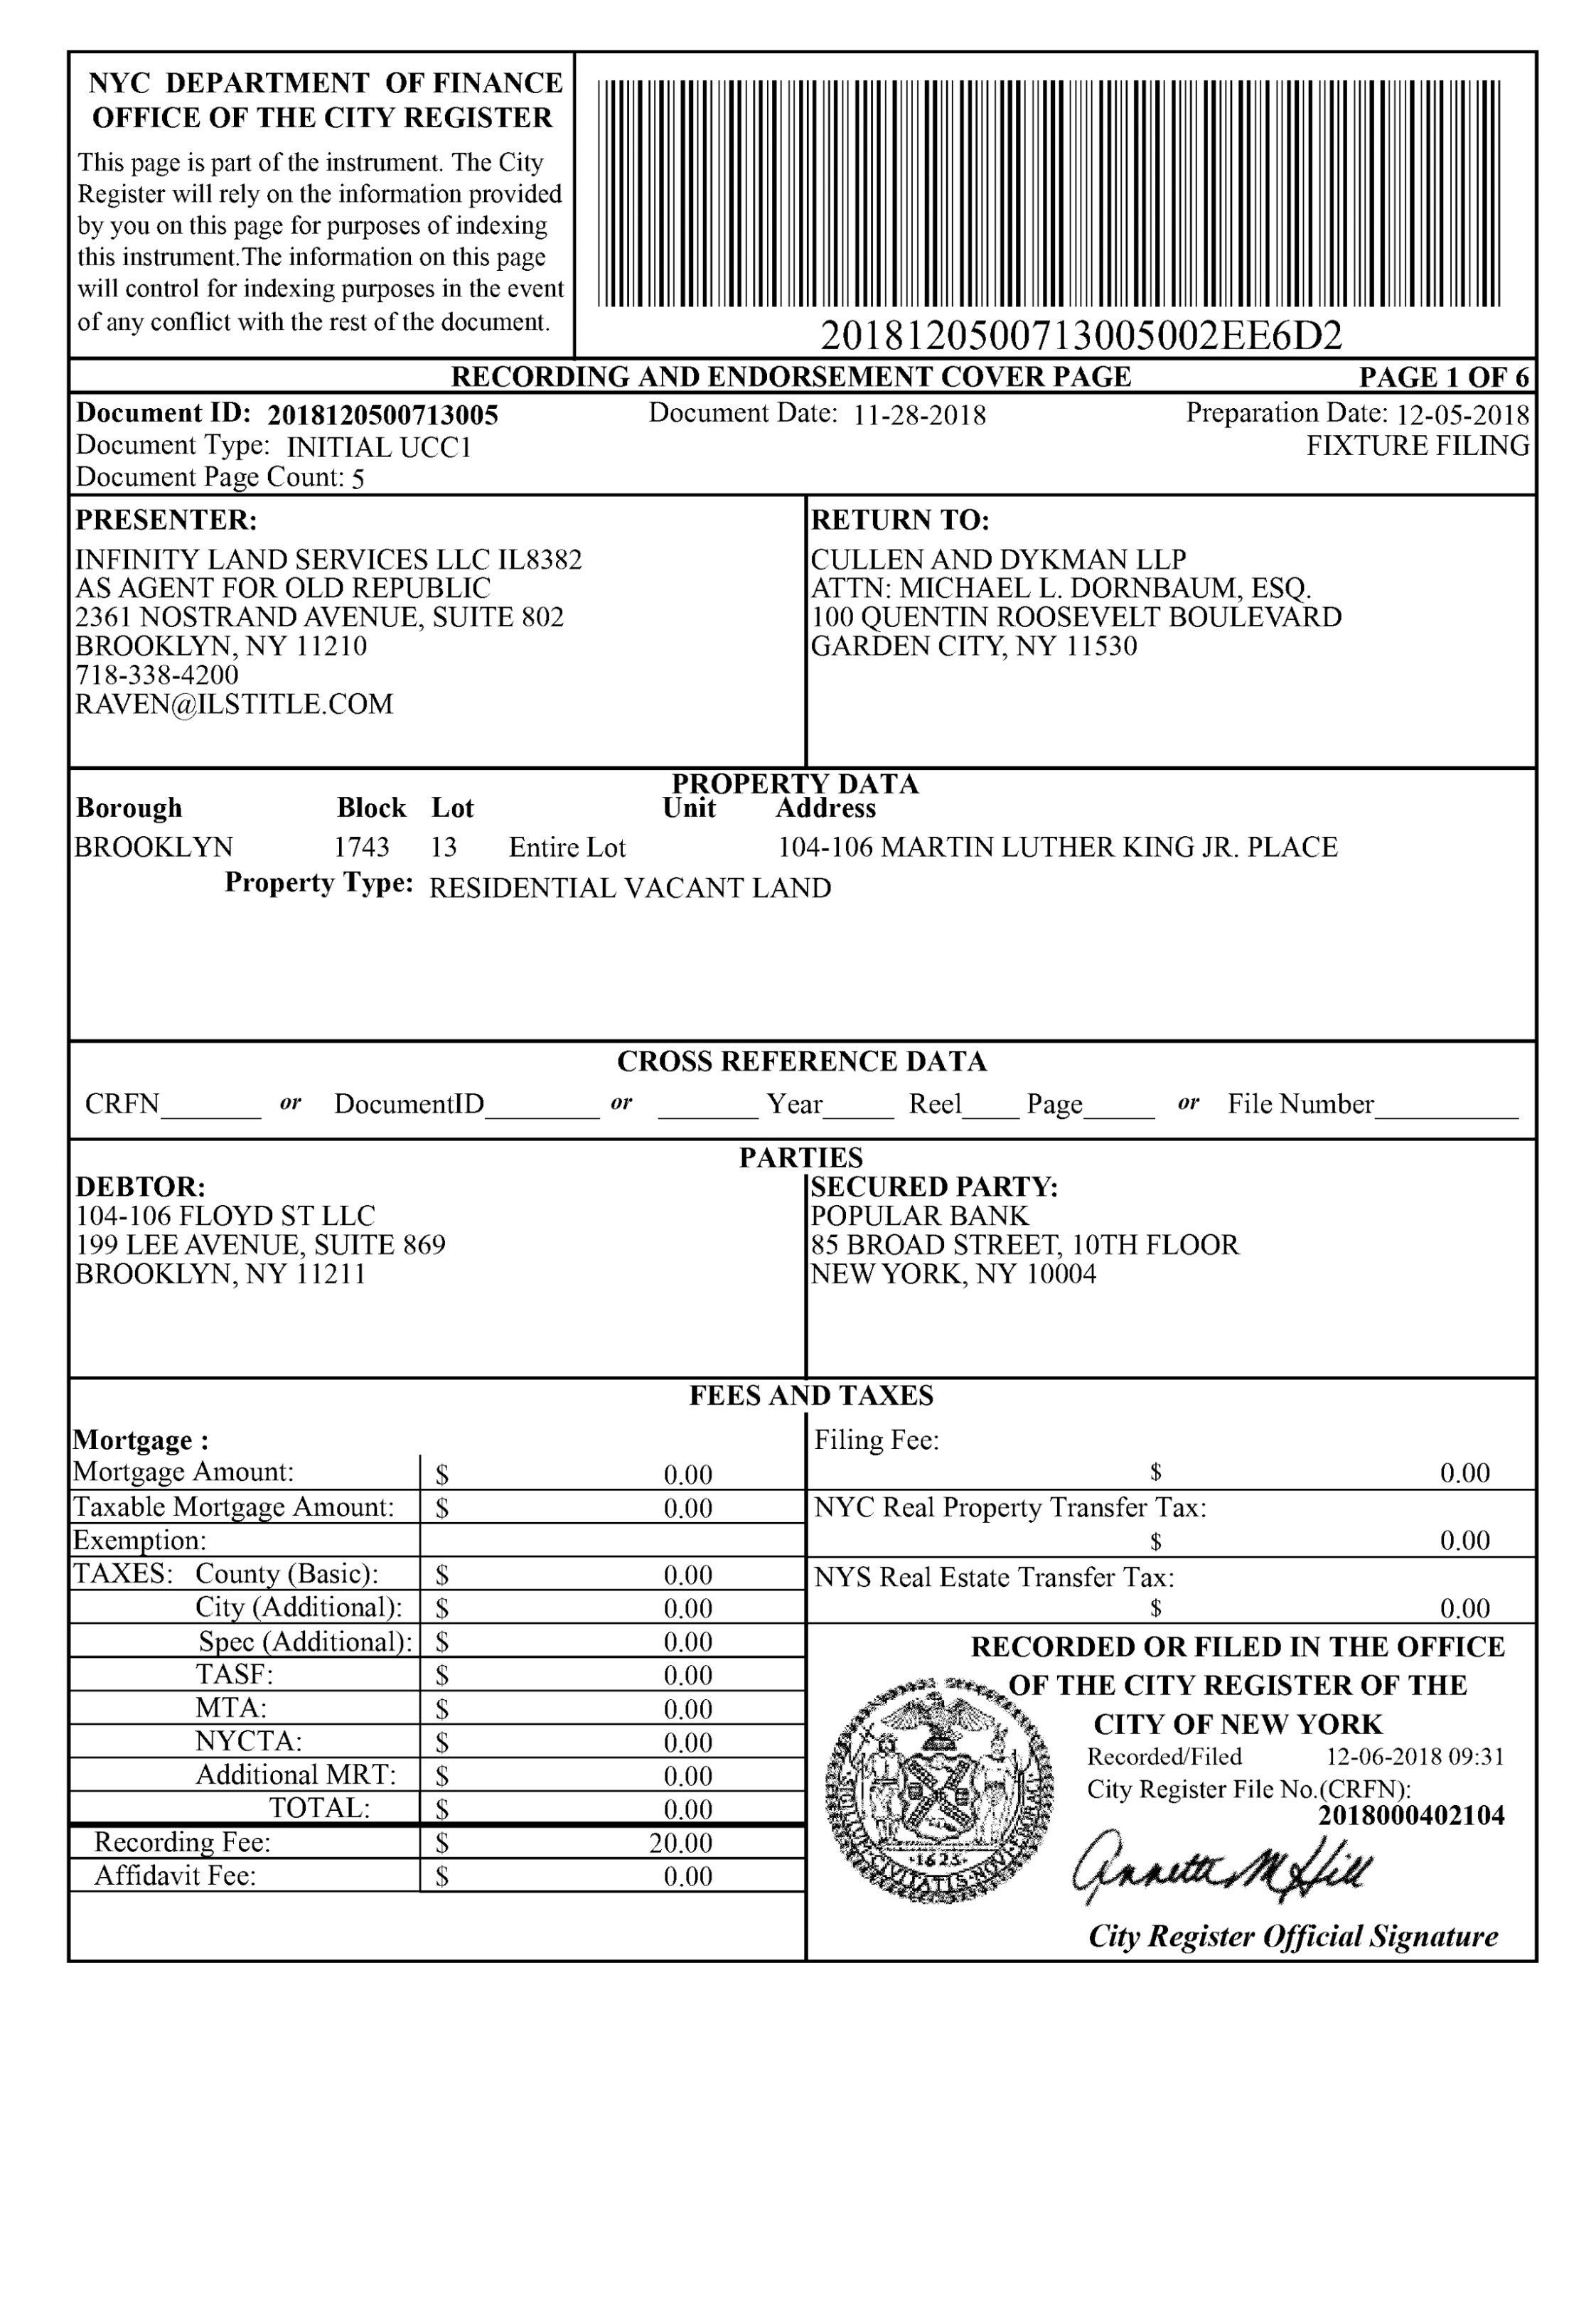 NYC DEPARTMENT OF FINANCE
OFFICE OF THE CITY REGISTER
This page is part of the instrument. The City
Register will rely on the information provided
by you on this page for purposes of indexing
this instrument.The information on this page
will control for indexing purposes in the event
of any conflict with the rest of the document.
2018120500713005002EE6D2
RECORDING AND ENDORSEMENT COVER PAGE PAGE 1 OF 6
Document ID: 2018120500713005 Document Date: 11-28-2018 Preparation Date: 12-05-2018
Document Type: INITIAL UCC1 FIXTURE FILING
Document Page Count: 5
PRESENTER:
INFINITY LAND SERVICES LLC IL8382
AS AGENT FOR OLD REPUBLIC
2361 NOSTRAND AVENUE, SUITE 802
BROOKLYN, NY 11210
718-338-4200
RAVEN@ILSTITLE.COM
RETURN TO:
CULLEN AND DYKMAN LLP
ATTN: MICHAEL L. DORNBAUM, ESQ.
100 QUENTIN ROOSEVELT BOULEVARD
GARDEN CITY, NY 11530
PROPERTY DATA
Borough Block Lot Unit Address
BROOKLYN 1743 13 Entire Lot 104-106 MARTIN LUTHER KING JR. PLACE
Property Type: RESIDENTIAL VACANT LAND
CROSS REFERENCE DATA
CRFN_______ or DocumentID________ or _______ Year_____ Reel____ Page_____ or File Number__________
PARTIES
DEBTOR:
104-106 FLOYD ST LLC
199 LEE AVENUE, SUITE 869
BROOKLYN, NY 11211
SECURED PARTY:
POPULAR BANK
85 BROAD STREET, 10TH FLOOR
NEW YORK, NY 10004
FEES AND TAXES
Mortgage :
Mortgage Amount: $ 0.00
Taxable Mortgage Amount: $ 0.00
Exemption:
TAXES: County (Basic): $ 0.00
City (Additional): $ 0.00
Spec (Additional): $ 0.00
TASF: $ 0.00
MTA: $ 0.00
NYCTA: $ 0.00
Additional MRT: $ 0.00
TOTAL: $ 0.00
Recording Fee: $ 20.00
Affidavit Fee: $ 0.00
Filing Fee:
$ 0.00
NYC Real Property Transfer Tax:
$ 0.00
NYS Real Estate Transfer Tax:
$ 0.00
RECORDED OR FILED IN THE OFFICE
OF THE CITY REGISTER OF THE
CITY OF NEW YORK
Recorded/Filed 12-06-2018 09:31
City Register File No.(CRFN):
2018000402104
Annette M Hill
City Register Official Signature
SIGILLUM·CIVITATIS·NOVI·EBORACI
·1625·